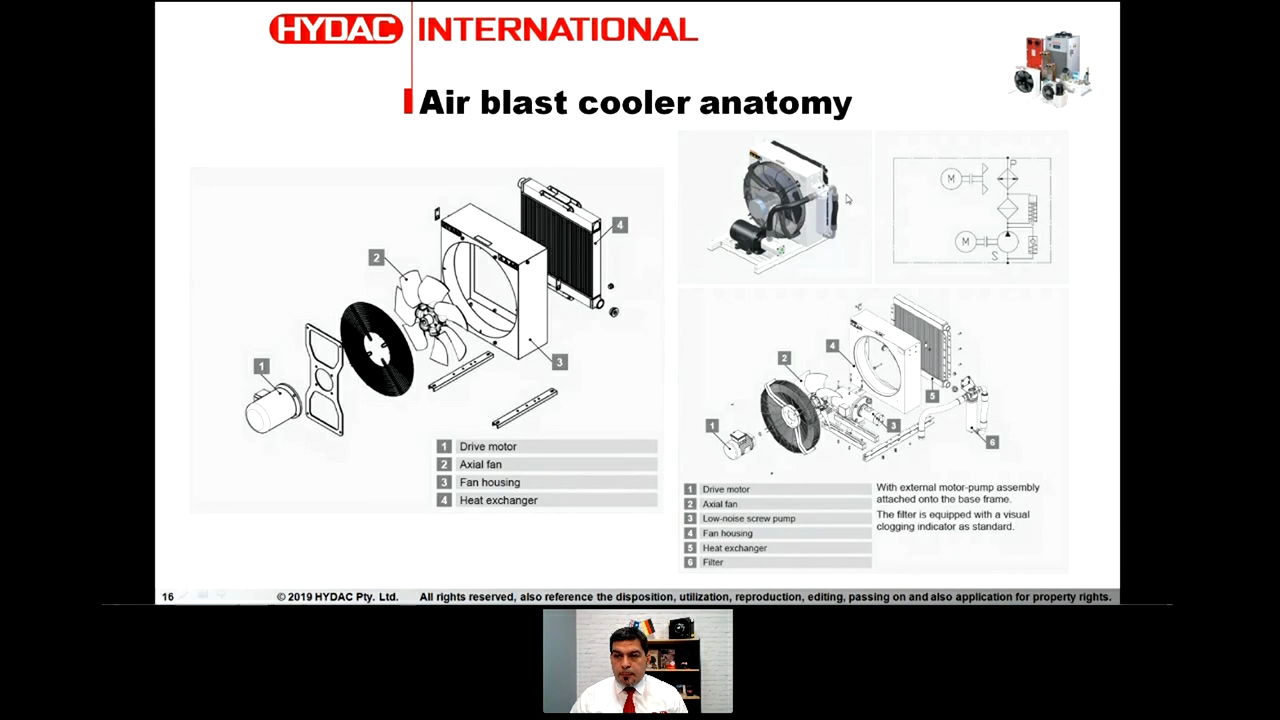 HYDAC INTERNATIONAL
Air blast cooler anatomy
4
2
3
1
1 Drive motor
2 Axial fan
3 Fan housing
4 Heat exchanger
P
M
M
S
4
2
5
3
1
6
1 Drive motor
2 Axial fan
3 Low-noise screw pump
4 Fan housing
5 Heat exchanger
6 Filter
With external motor-pump assembly
attached onto the base frame.
The filter is equipped with a visual
clogging indicator as standard.
16 © 2019 HYDAC Pty. Ltd. All rights reserved, also reference the disposition, utilization, reproduction, editing, passing on and also application for property rights.